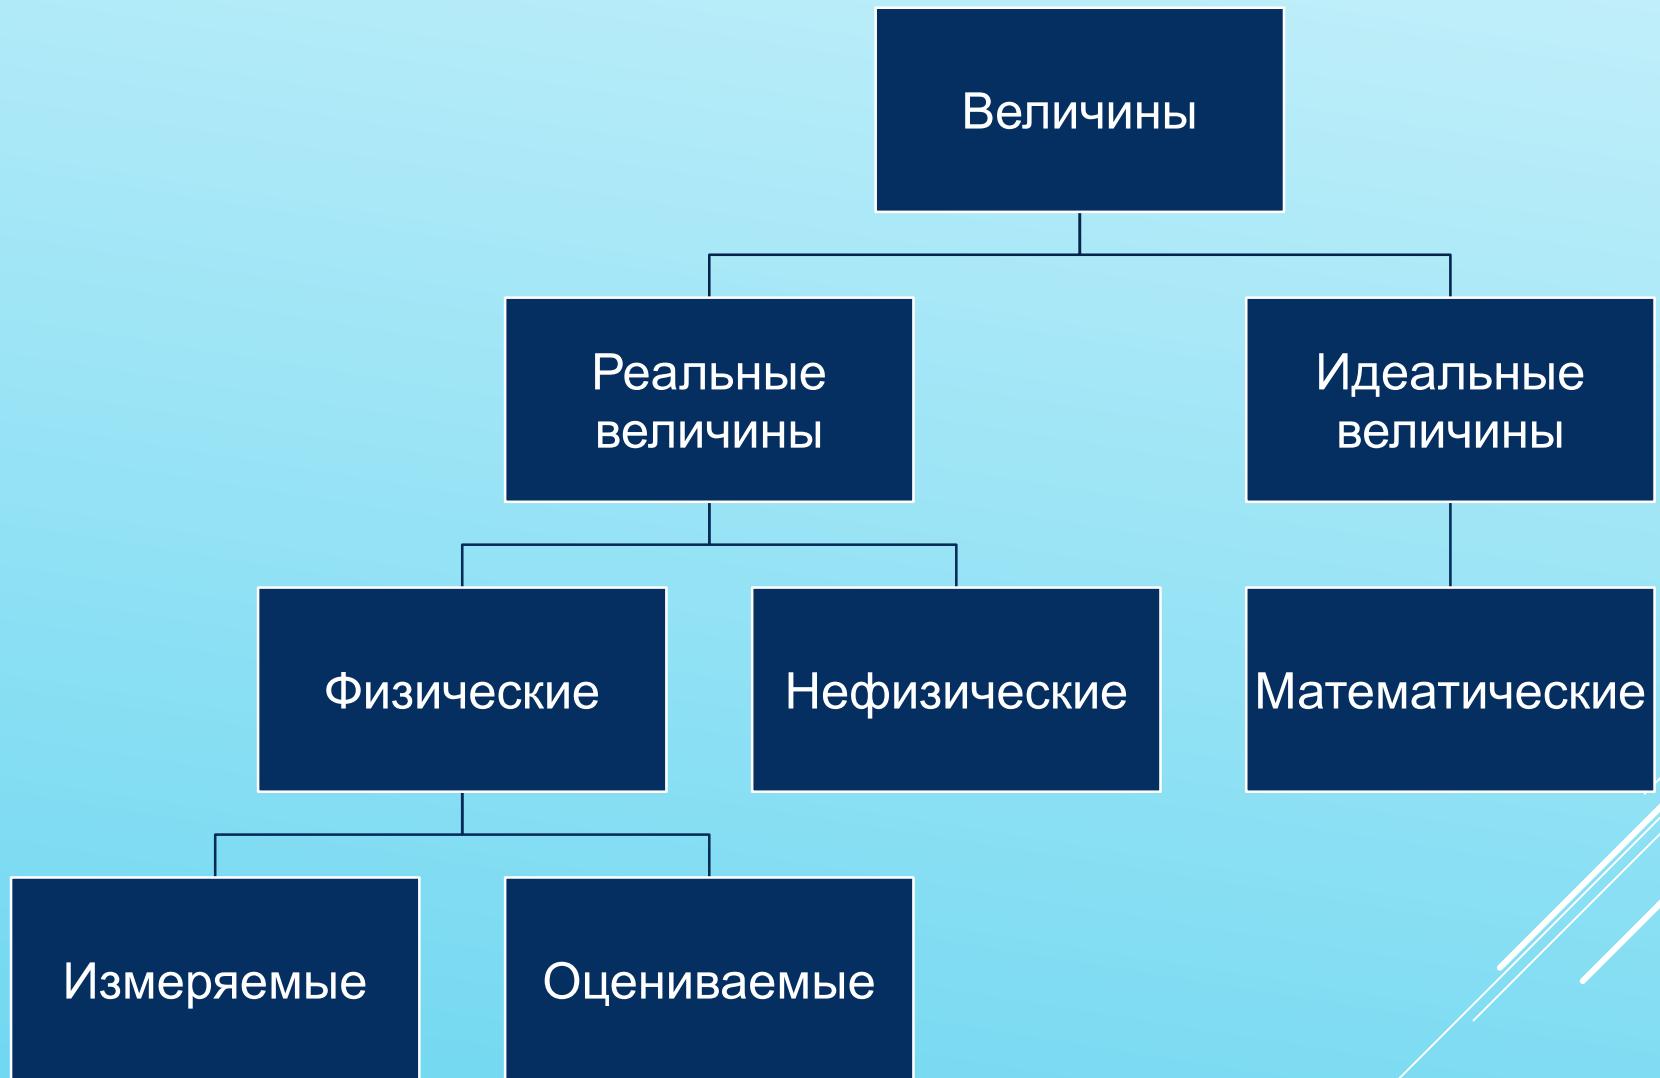 Величины
Реальные
величины
Идеальные
величины
Физические
Нефизические
Математические
Измеряемые
Оцениваемые